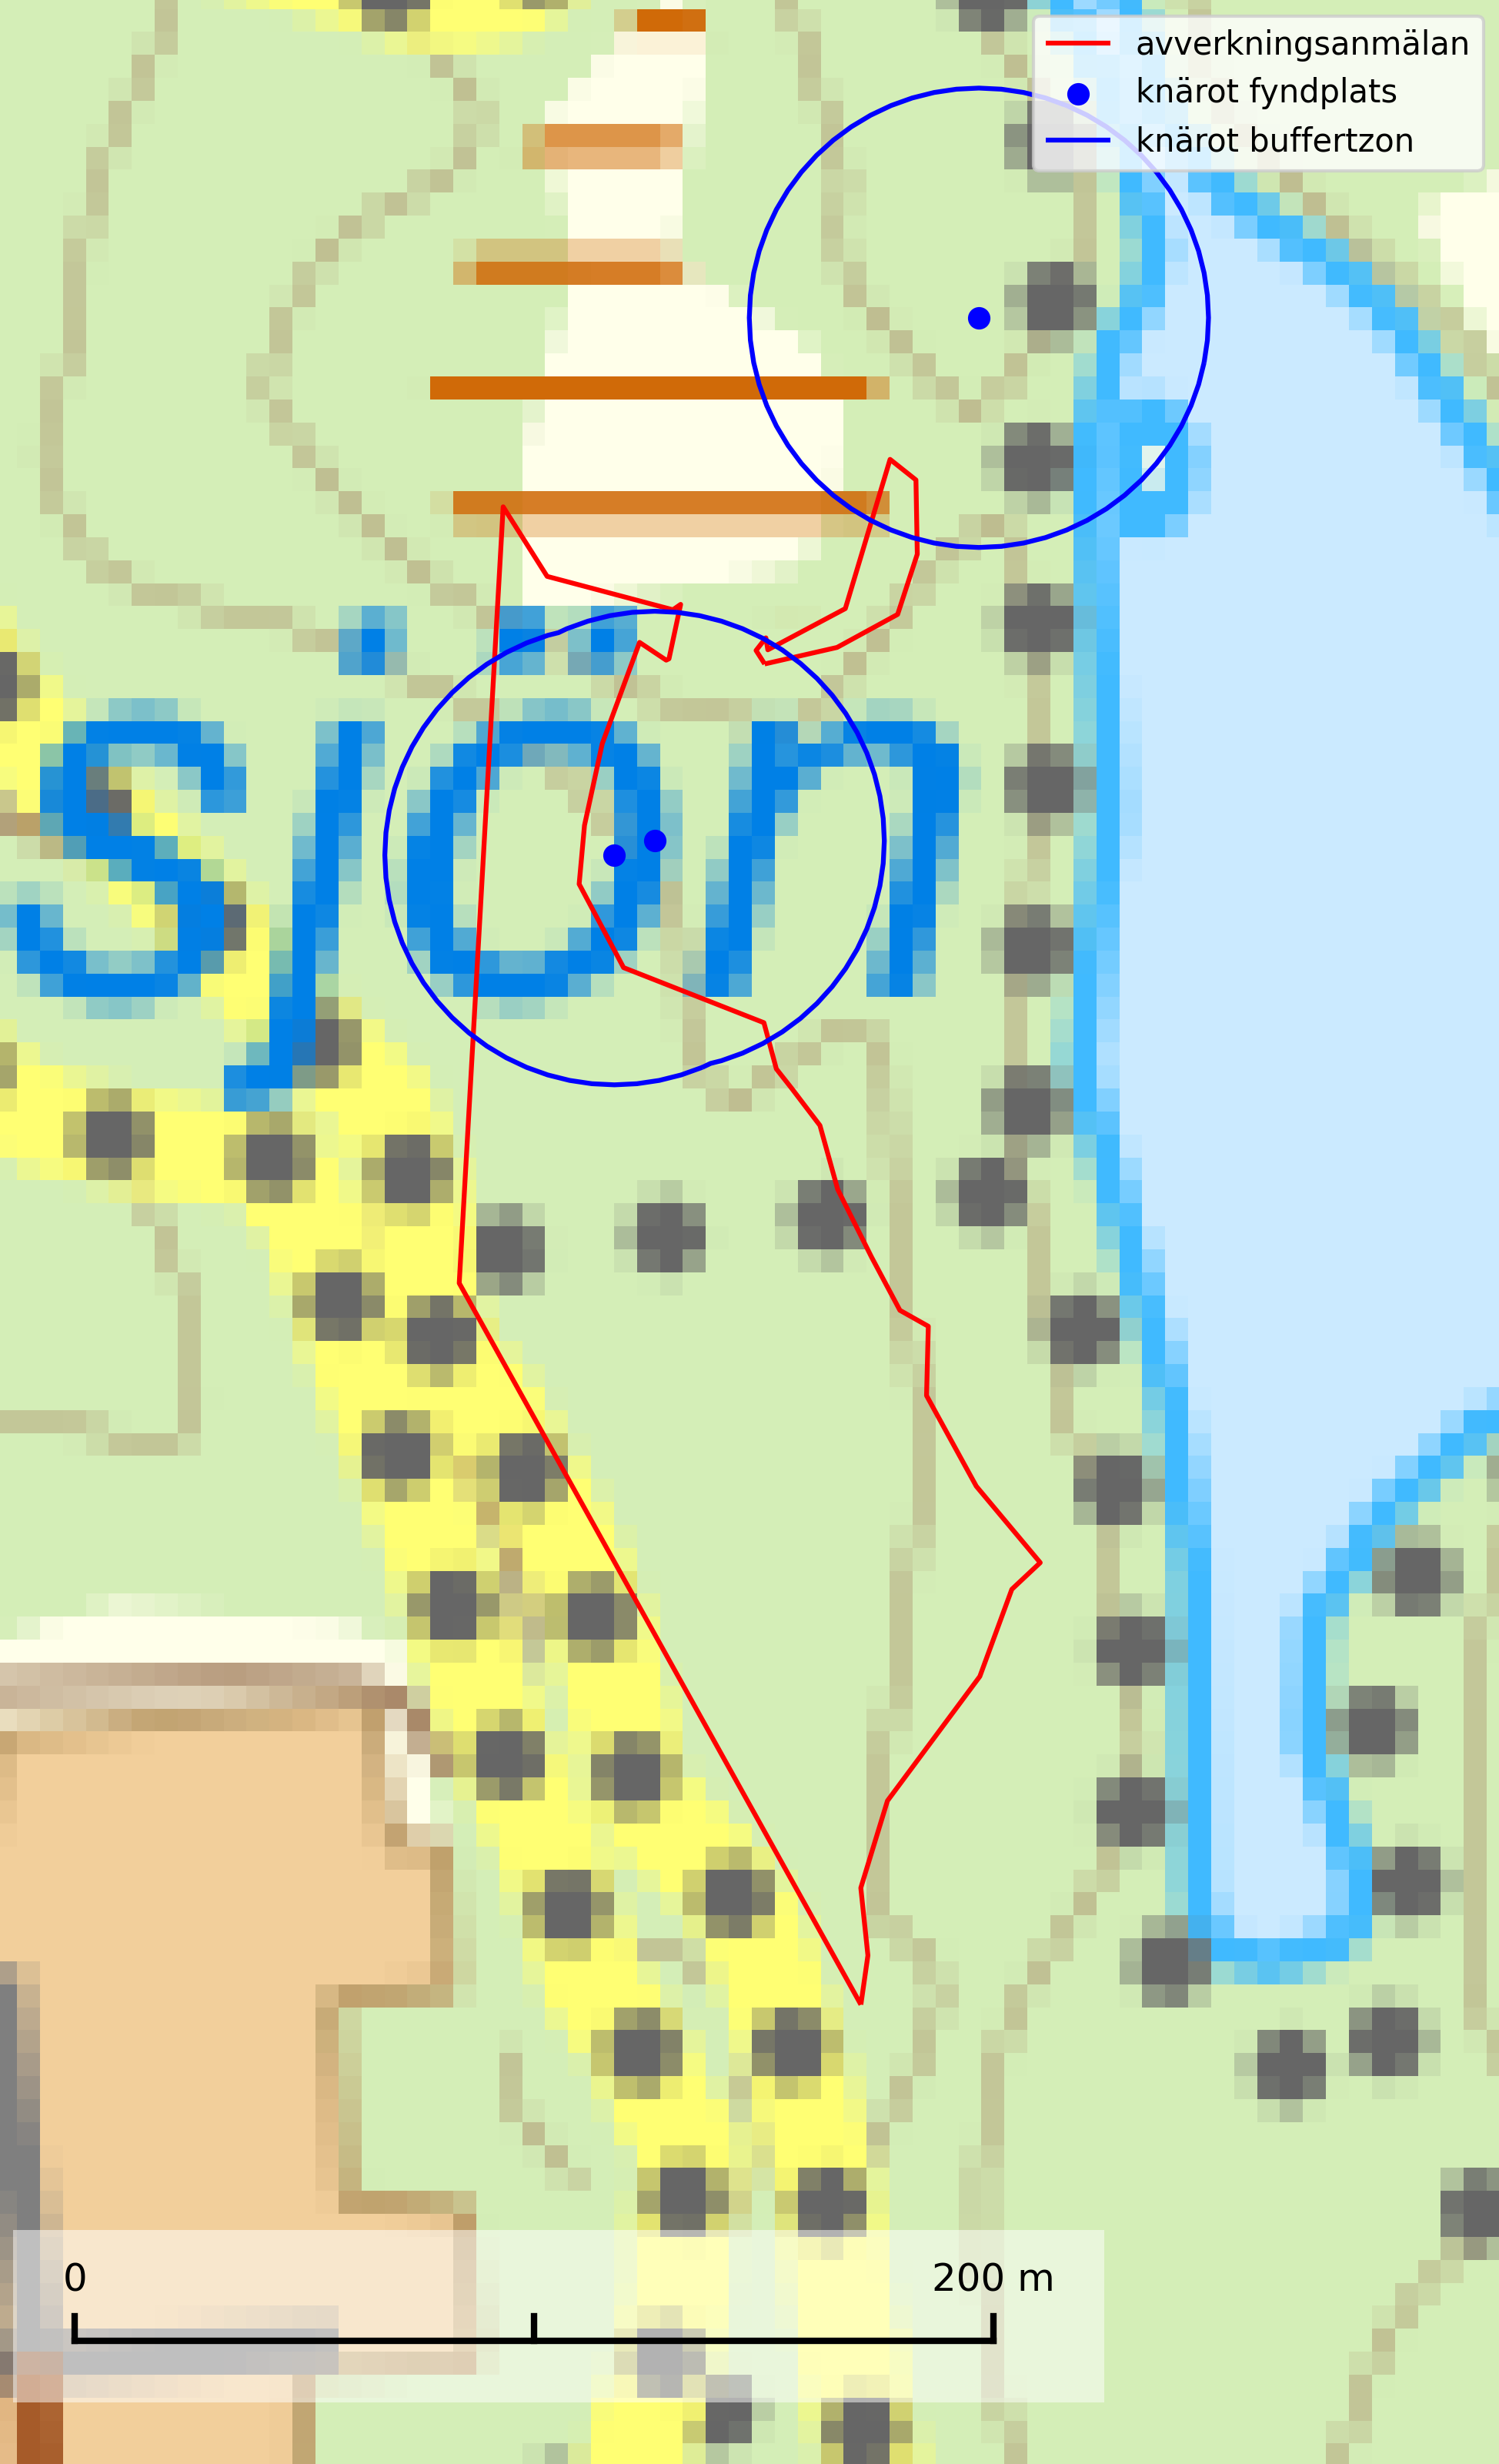 avverkningsanmälan
knärot fyndplats
knärot buffertzon
sjön
0 200 m